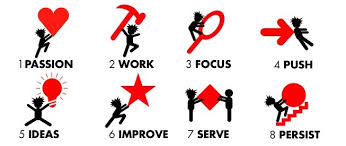 1 PASSION
2 WORK
3 FOCUS
4 PUSH
5 IDEAS
6 IMPROVE
7 SERVE
8 PERSIST